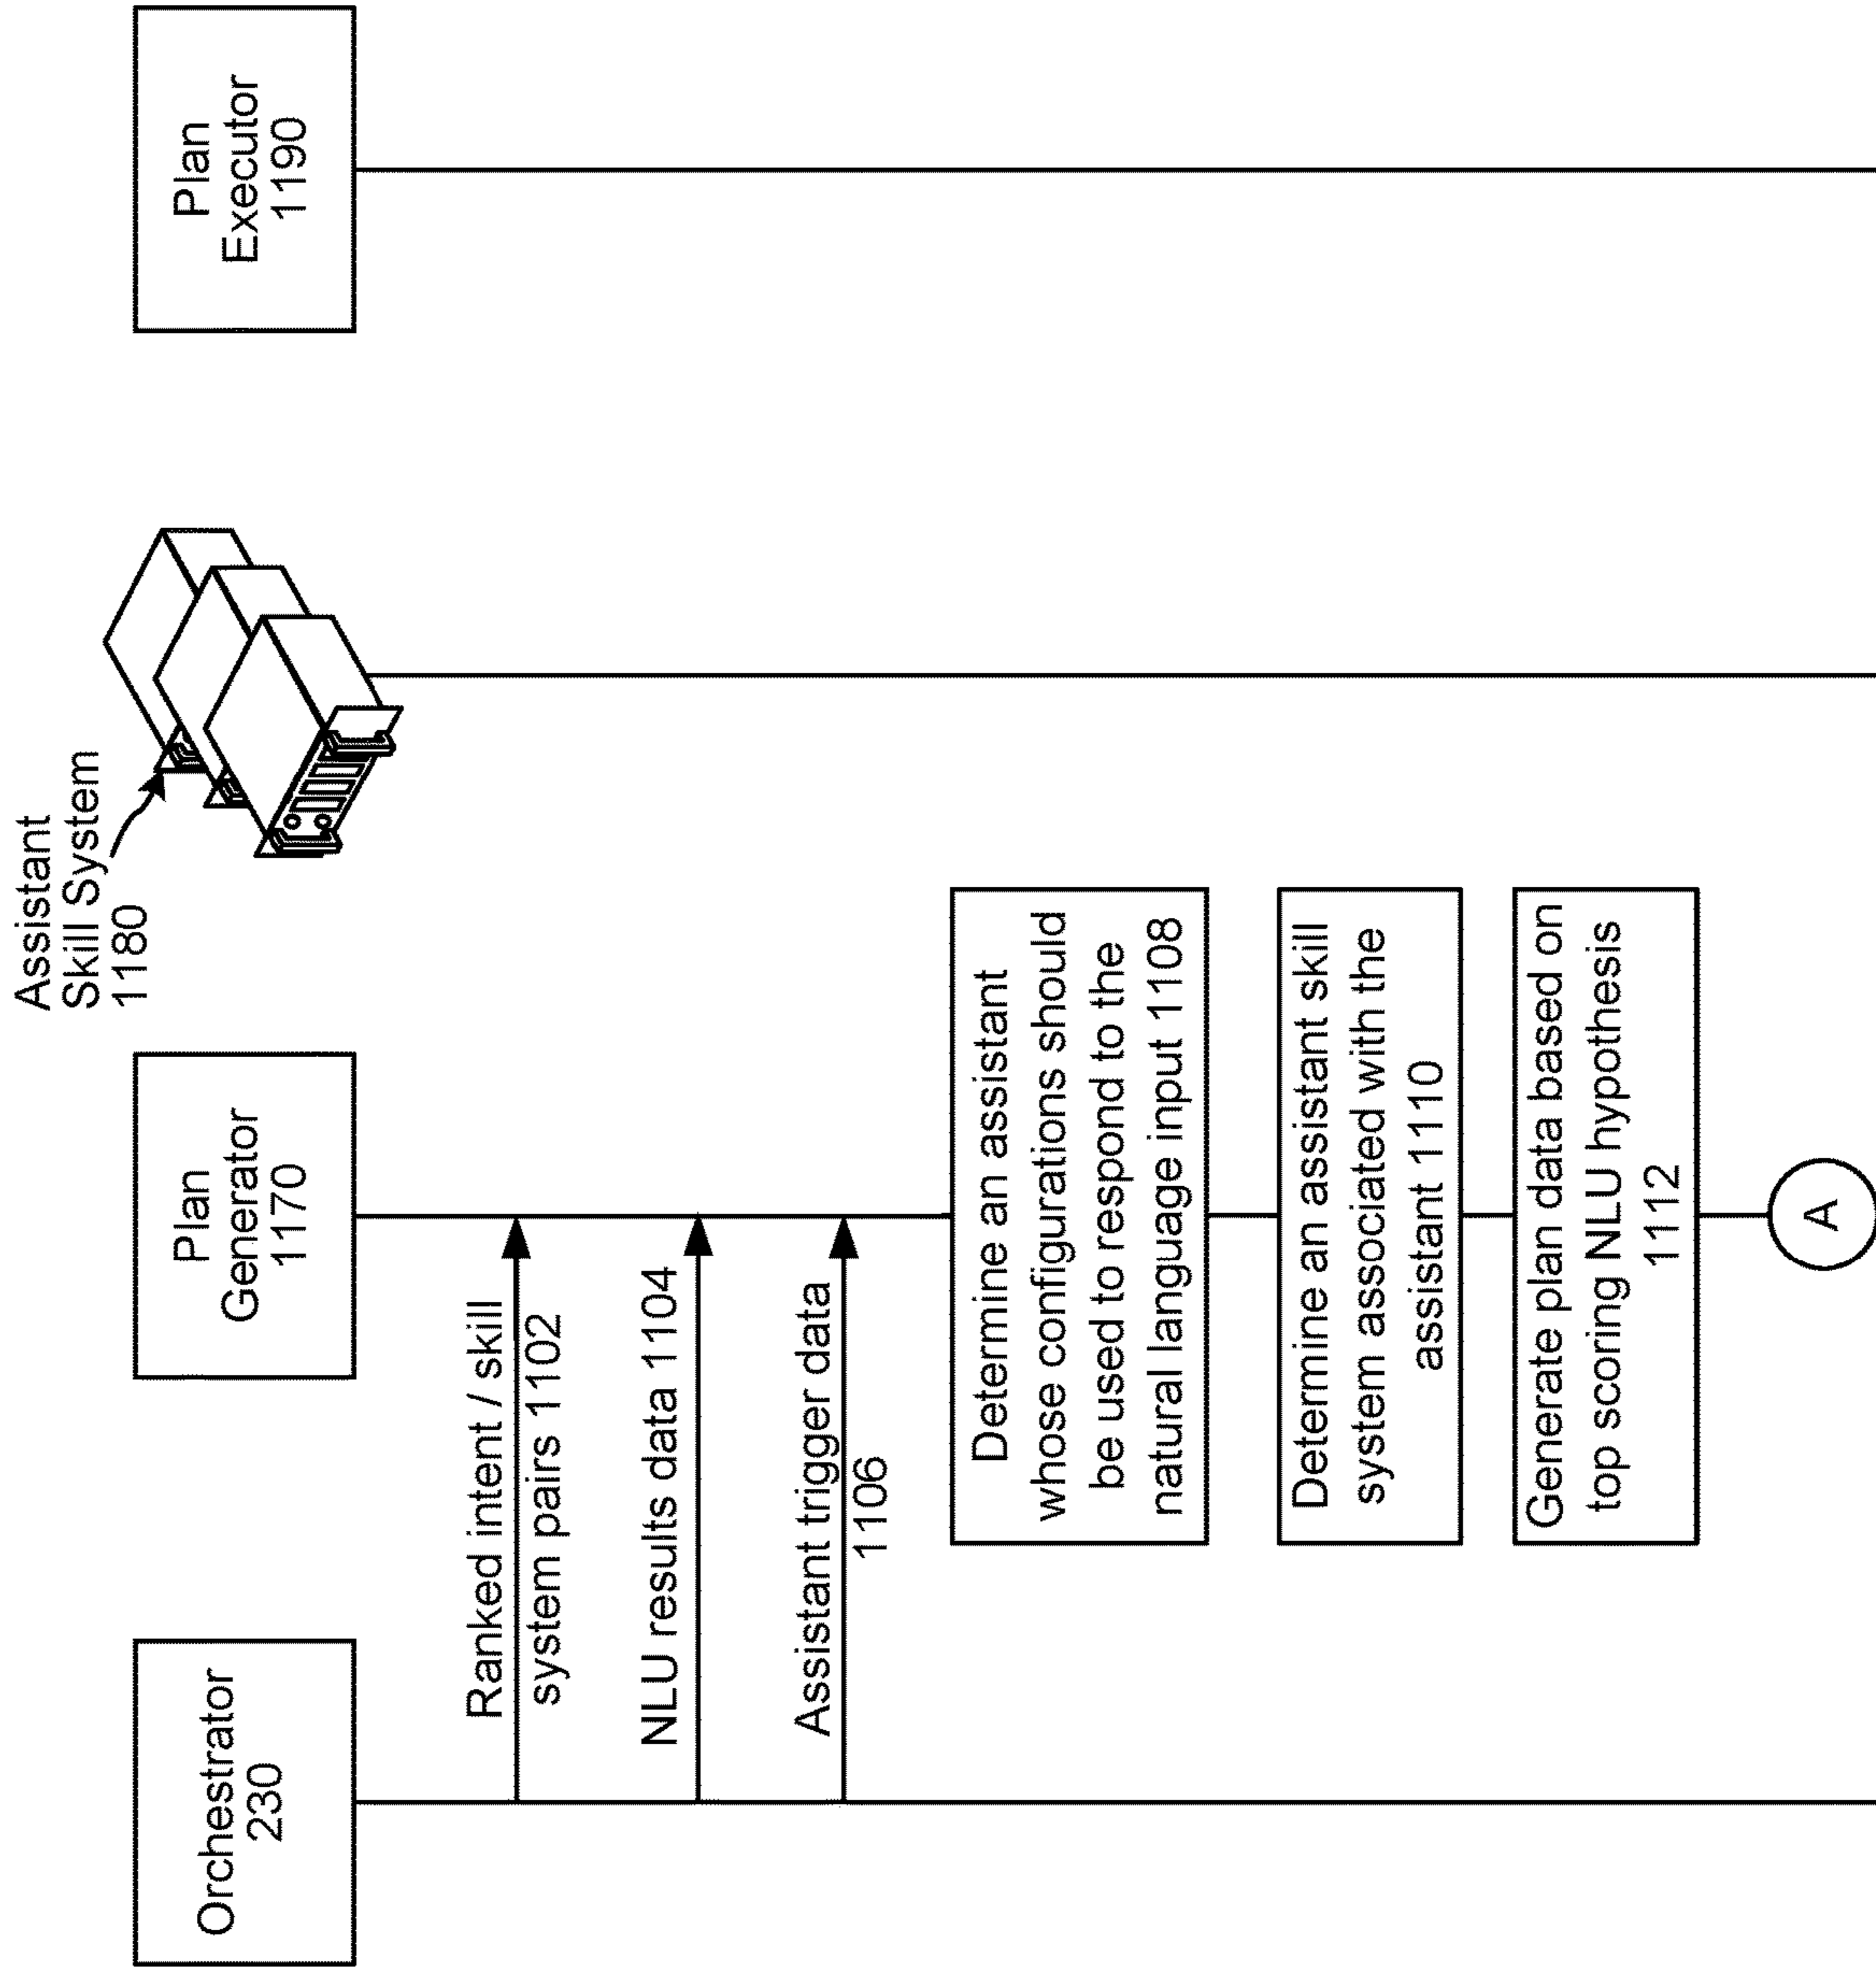 Orchestrator
230
Plan
Generator
1170
Assistant
Skill System
1180
Plan
Executor
1190
Ranked intent / skill
system pairs 1102
NLU results data 1104
Assistant trigger data
1106
Determine an assistant
whose configurations should
be used to respond to the
natural language input 1108
Determine an assistant skill
system associated with the
assistant 1110
Generate plan data based on
top scoring NLU hypothesis
1112
A